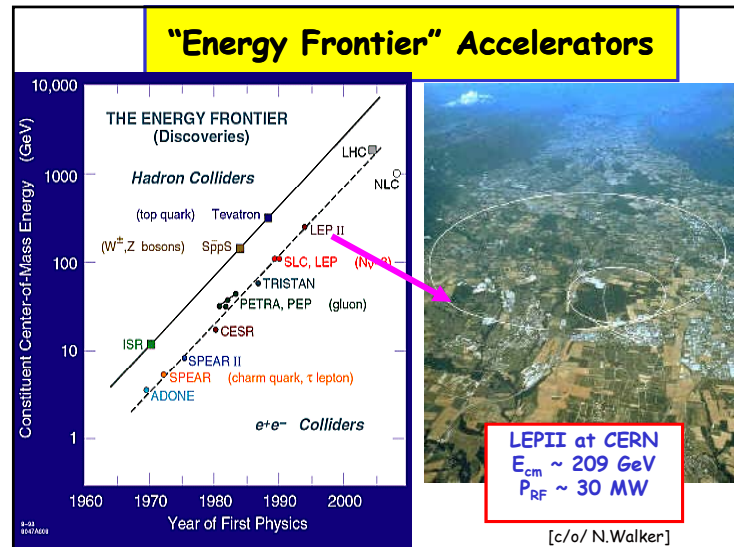 “Energy Frontier” Accelerators
10,000
1000
100
10
1
Constituent Center-of-Mass Energy (GeV)
THE ENERGY FRONTIER
(Discoveries)
Hadron Colliders
LHC
NLC
(top quark) Tevatron
LEP II
(W±,Z bosons) Sp̄pS
SLC, LEP
TRISTAN
PETRA, PEP (gluon)
CESR
ISR
SPEAR II
SPEAR (charm quark, τ lepton)
ADONE
e+e− Colliders
1960 1970 1980 1990 2000
Year of First Physics
9-93
LEPII at CERN
Ecm ~ 209 GeV
PRF ~ 30 MW
[c/o/ N.Walker]